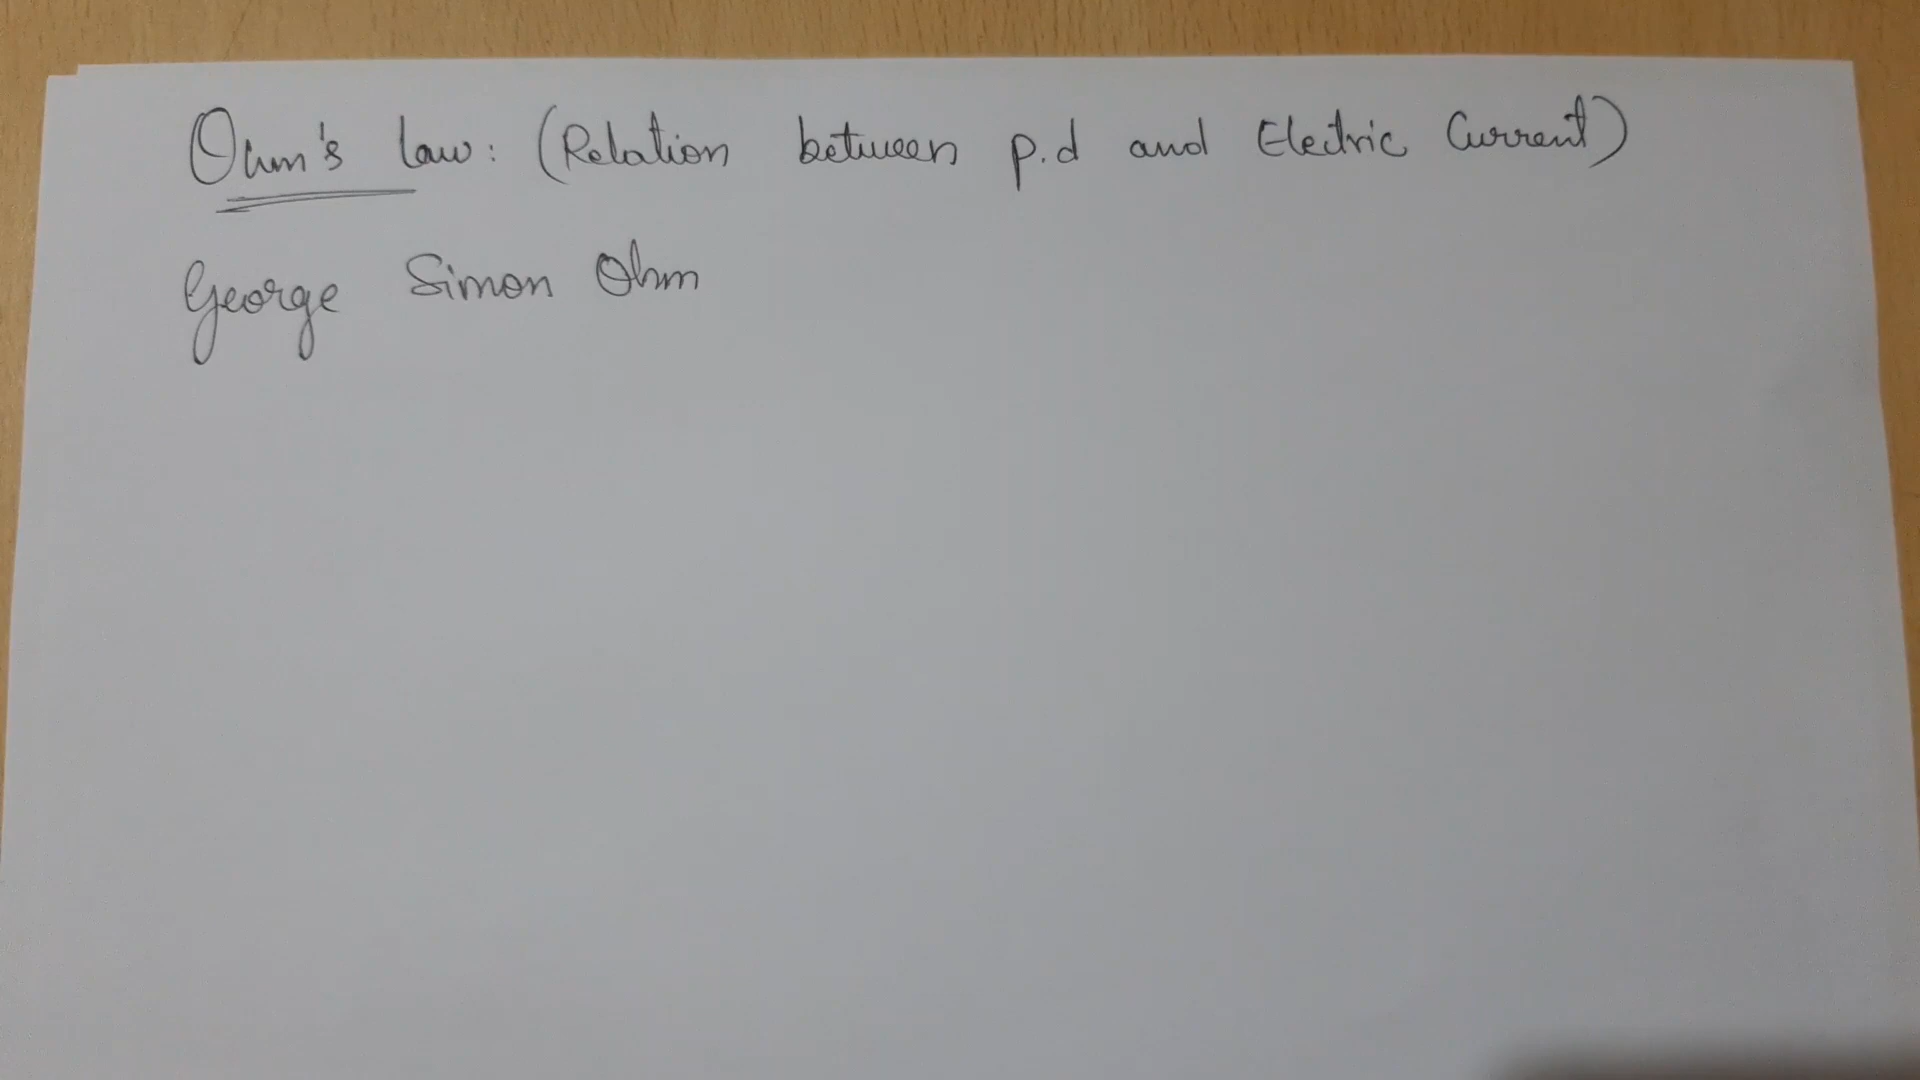 Ohm's law: (Relation between p.d and Electric Current)
George Simon Ohm